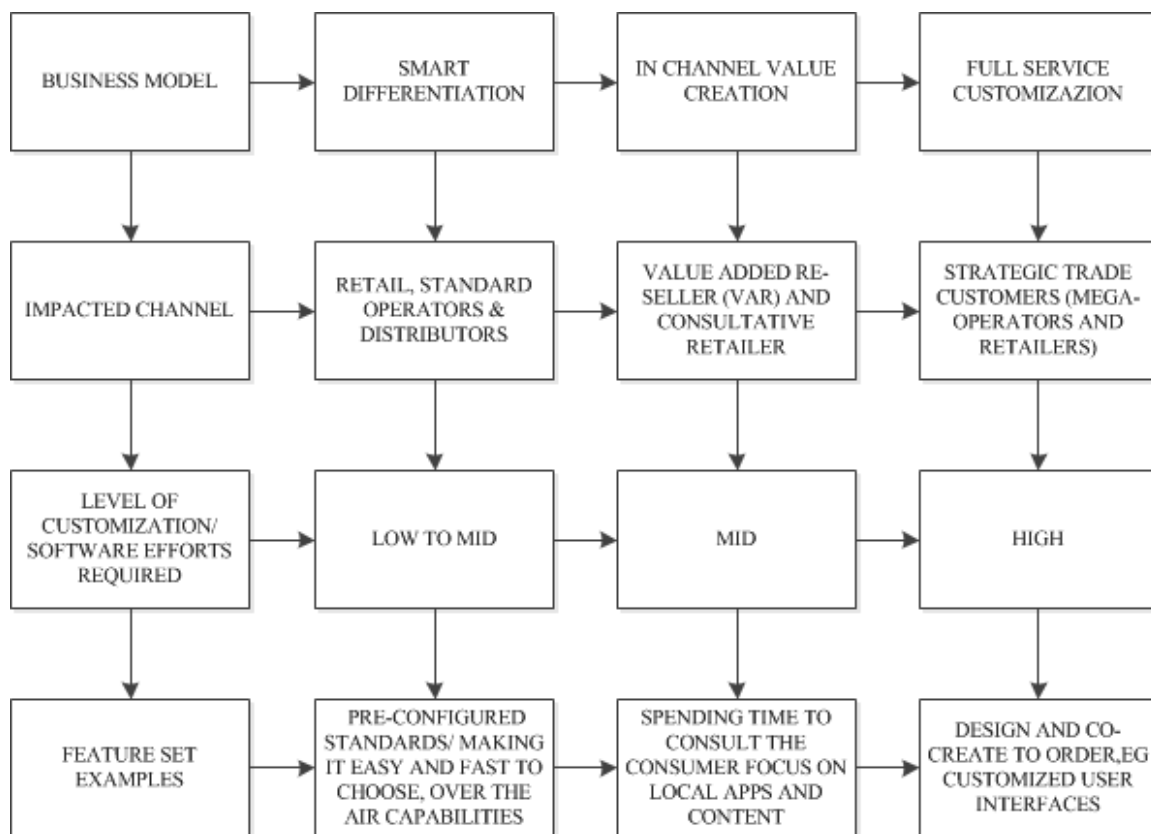 BUSINESS MODEL
SMART
DIFFERENTIATION
IN CHANNEL VALUE
CREATION
FULL SERVICE
CUSTOMIZAZION
IMPACTED CHANNEL
RETAIL, STANDARD
OPERATORS &
DISTRIBUTORS
VALUE ADDED RE-
SELLER (VAR) AND
CONSULTATIVE
RETAILER
STRATEGIC TRADE
CUSTOMERS (MEGA-
OPERATORS AND
RETAILERS)
LEVEL OF
CUSTOMIZATION/
SOFTWARE EFFORTS
REQUIRED
LOW TO MID
MID
HIGH
FEATURE SET
EXAMPLES
PRE-CONFIGURED
STANDARDS/ MAKING
IT EASY AND FAST TO
CHOOSE, OVER THE
AIR CAPABILITIES
SPENDING TIME TO
CONSULT THE
CONSUMER FOCUS ON
LOCAL APPS AND
CONTENT
DESIGN AND CO-
CREATE TO ORDER,EG
CUSTOMIZED USER
INTERFACES